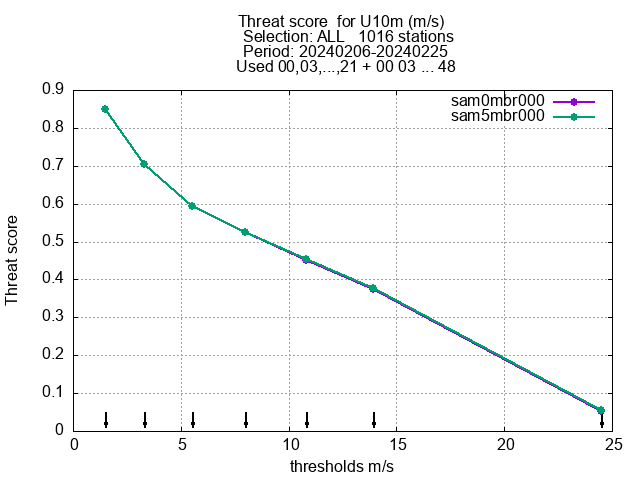 Threat score  for U10m (m/s)
Selection: ALL   1016 stations
Period: 20240206-20240225
Used 00,03,...,21 + 00 03 ... 48
sam0mbr000
sam5mbr000
0.9
0.8
0.7
0.6
0.5
0.4
0.3
0.2
0.1
0
Threat score
0 5 10 15 20 25
thresholds m/s